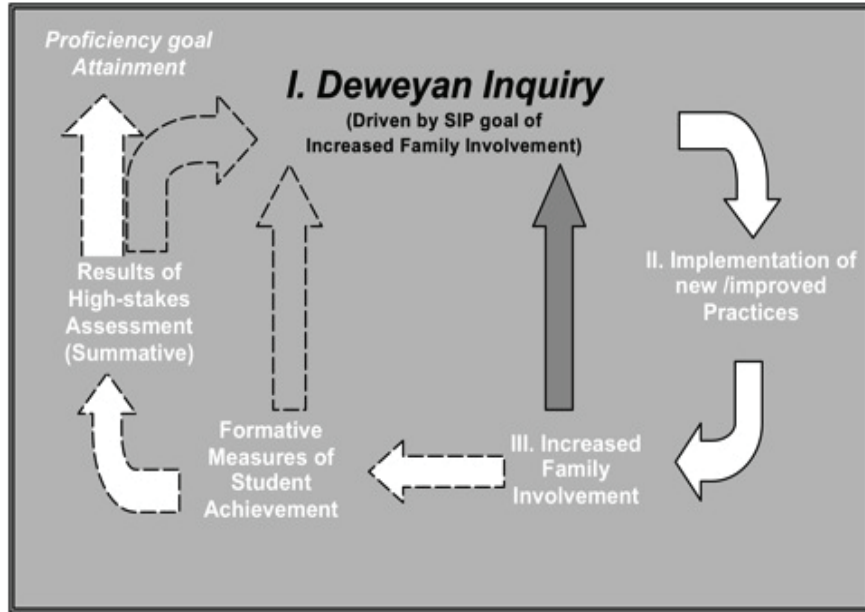 Proficiency goal
Attainment
I. Deweyan Inquiry
(Driven by SIP goal of
Increased Family Involvement)
II. Implementation of
new /improved
Practices
Results of
High-stakes
Assessment
(Summative)
Formative
Measures of
Student
Achievement
III. Increased
Family
Involvement